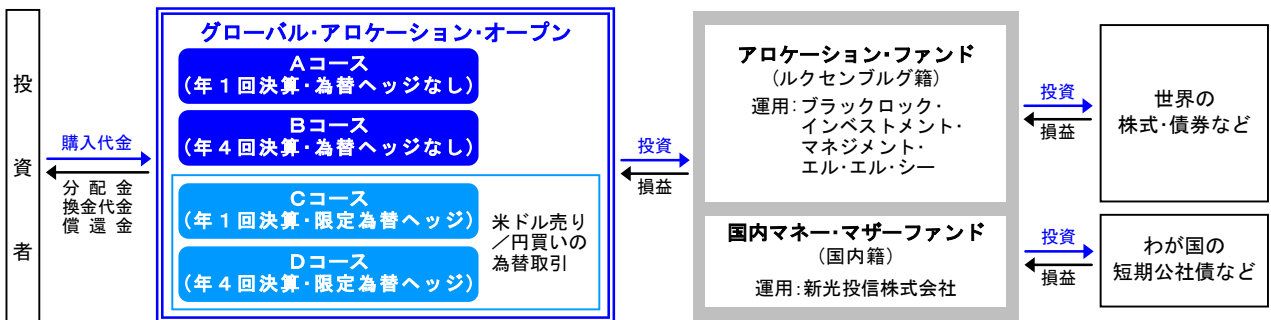 投
資
者
購入代金
分配金
換金代金
償還金
グローバル・アロケーション・オープン
Aコース
(年1回決算・為替ヘッジなし)
Bコース
(年4回決算・為替ヘッジなし)
Cコース
(年1回決算・限定為替ヘッジ)
Dコース
(年4回決算・限定為替ヘッジ)
米ドル売り
/円買いの
為替取引
投資
損益
アロケーション・ファンド
(ルクセンブルグ籍)
運用:ブラックロック・
インベストメント・
マネジメント・
エル・エル・シー
国内マネー・マザーファンド
(国内籍)
運用:新光投信株式会社
投資
損益
世界の
株式・債券など
投資
損益
わが国の
短期公社債など